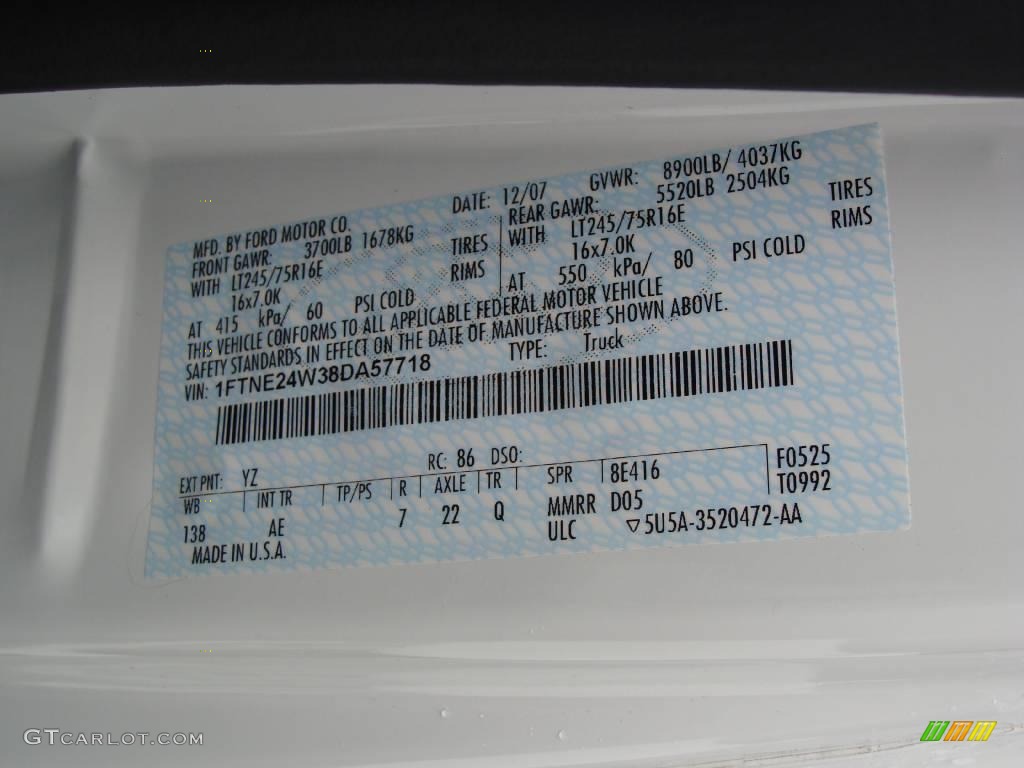 MFD. BY FORD MOTOR CO. DATE: 12/07 GVWR: 8900LB/ 4037KG
FRONT GAWR: 3700LB 1678KG REAR GAWR: 5520LB 2504KG
WITH LT245/75R16E TIRES WITH LT245/75R16E TIRES
16x7.0K RIMS 16x7.0K RIMS
AT 415 kPa/ 60 PSI COLD AT 550 kPa/ 80 PSI COLD
THIS VEHICLE CONFORMS TO ALL APPLICABLE FEDERAL MOTOR VEHICLE
SAFETY STANDARDS IN EFFECT ON THE DATE OF MANUFACTURE SHOWN ABOVE.
VIN: 1FTNE24W38DA57718 TYPE: Truck
EXT PNT: YZ RC: 86 DSO:
WB INT TR TP/PS R AXLE TR SPR 8E416 F0525
138 AE 7 22 Q MMRR D05 T0992
MADE IN U.S.A. ULC ▽5U5A-3520472-AA
GTCARLOT.COM